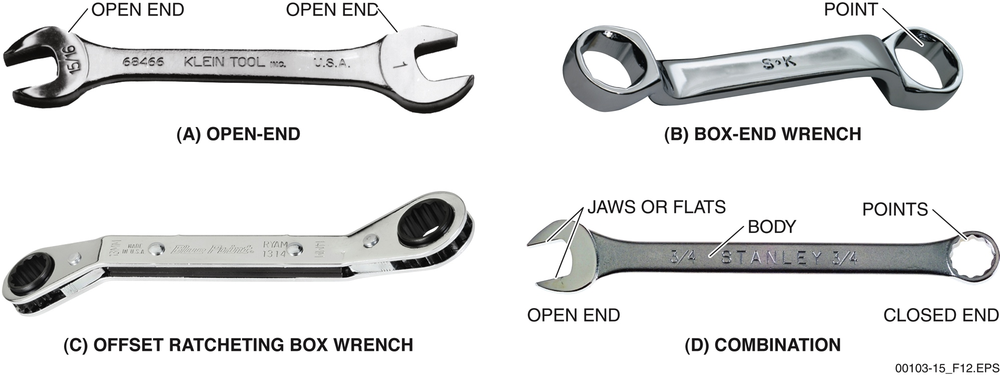 OPEN END
OPEN END
15/16
68466 KLEIN TOOL INC. U.S.A.
1
(A) OPEN-END
POINT
S•K
(B) BOX-END WRENCH
13MM
MADE
IN U.S.A.
Blue Point®
RYAM
1314
14MM
(C) OFFSET RATCHETING BOX WRENCH
JAWS OR FLATS
BODY
POINTS
3/4 STANLEY 3/4
OPEN END
CLOSED END
(D) COMBINATION
00103-15_F12.EPS